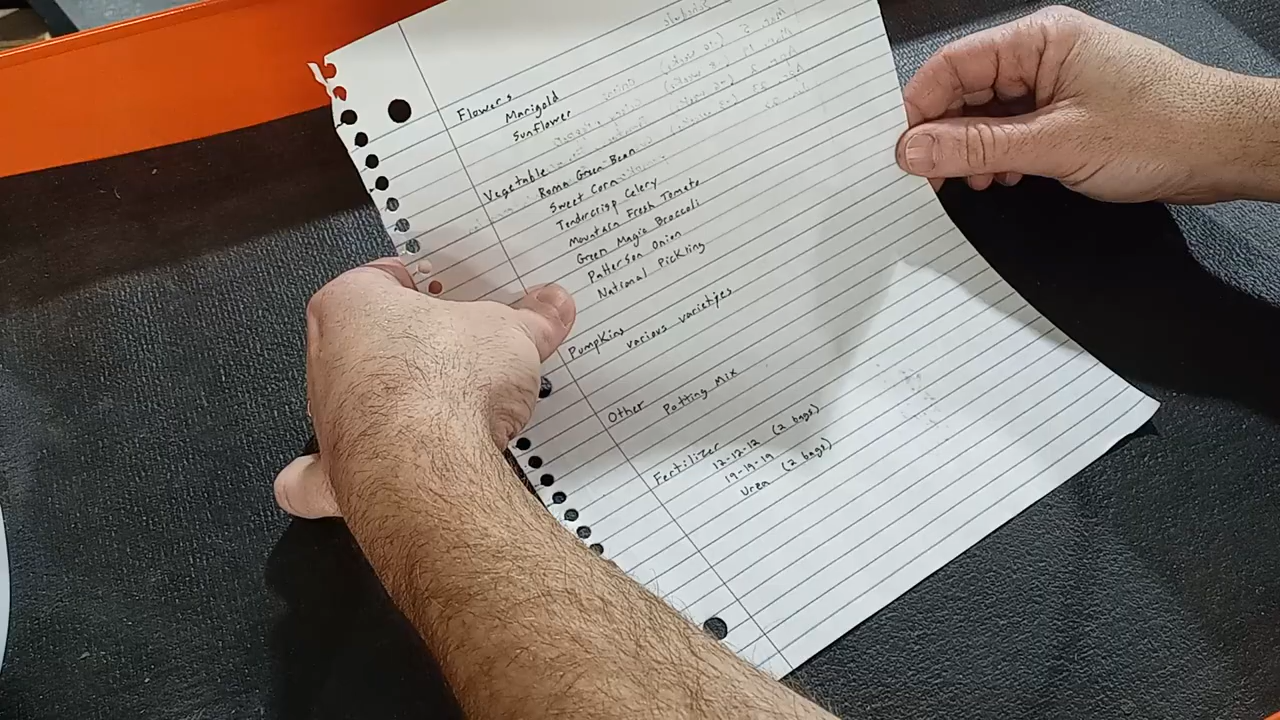 Flowers
Marigold
Sunflower
Vegetable
Roma Green Bean
Sweet Corn
Tendercrisp Celery
Mountain Fresh Tomato
Green Magic Broccoli
Patterson Onion
National Pickling
Pumpkins
various varieties
Other
Potting Mix
Fertilizer
12-12-12 (2 bags)
19-19-19
Urea (2 bags)